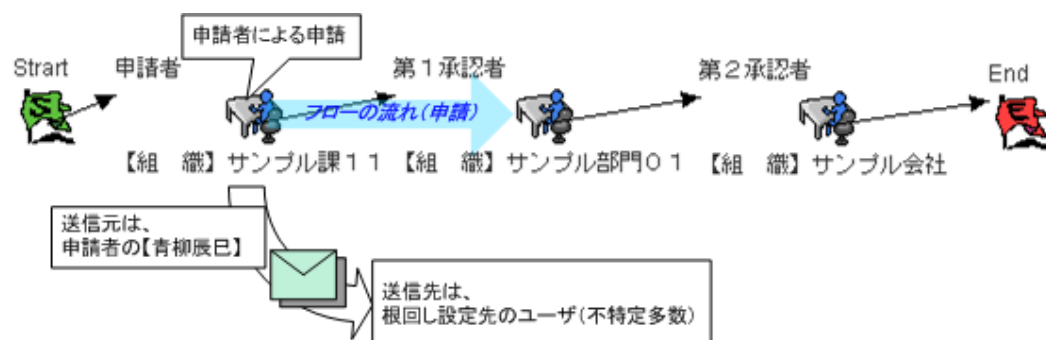 申請者による申請
Strart
申請者
第1承認者
第2承認者
End
フローの流れ(申請)
【組　織】サンプル課11
【組　織】サンプル部門01
【組　織】サンプル会社
送信元は、
申請者の【青柳辰巳】
送信先は、
根回し設定先のユーザ(不特定多数)